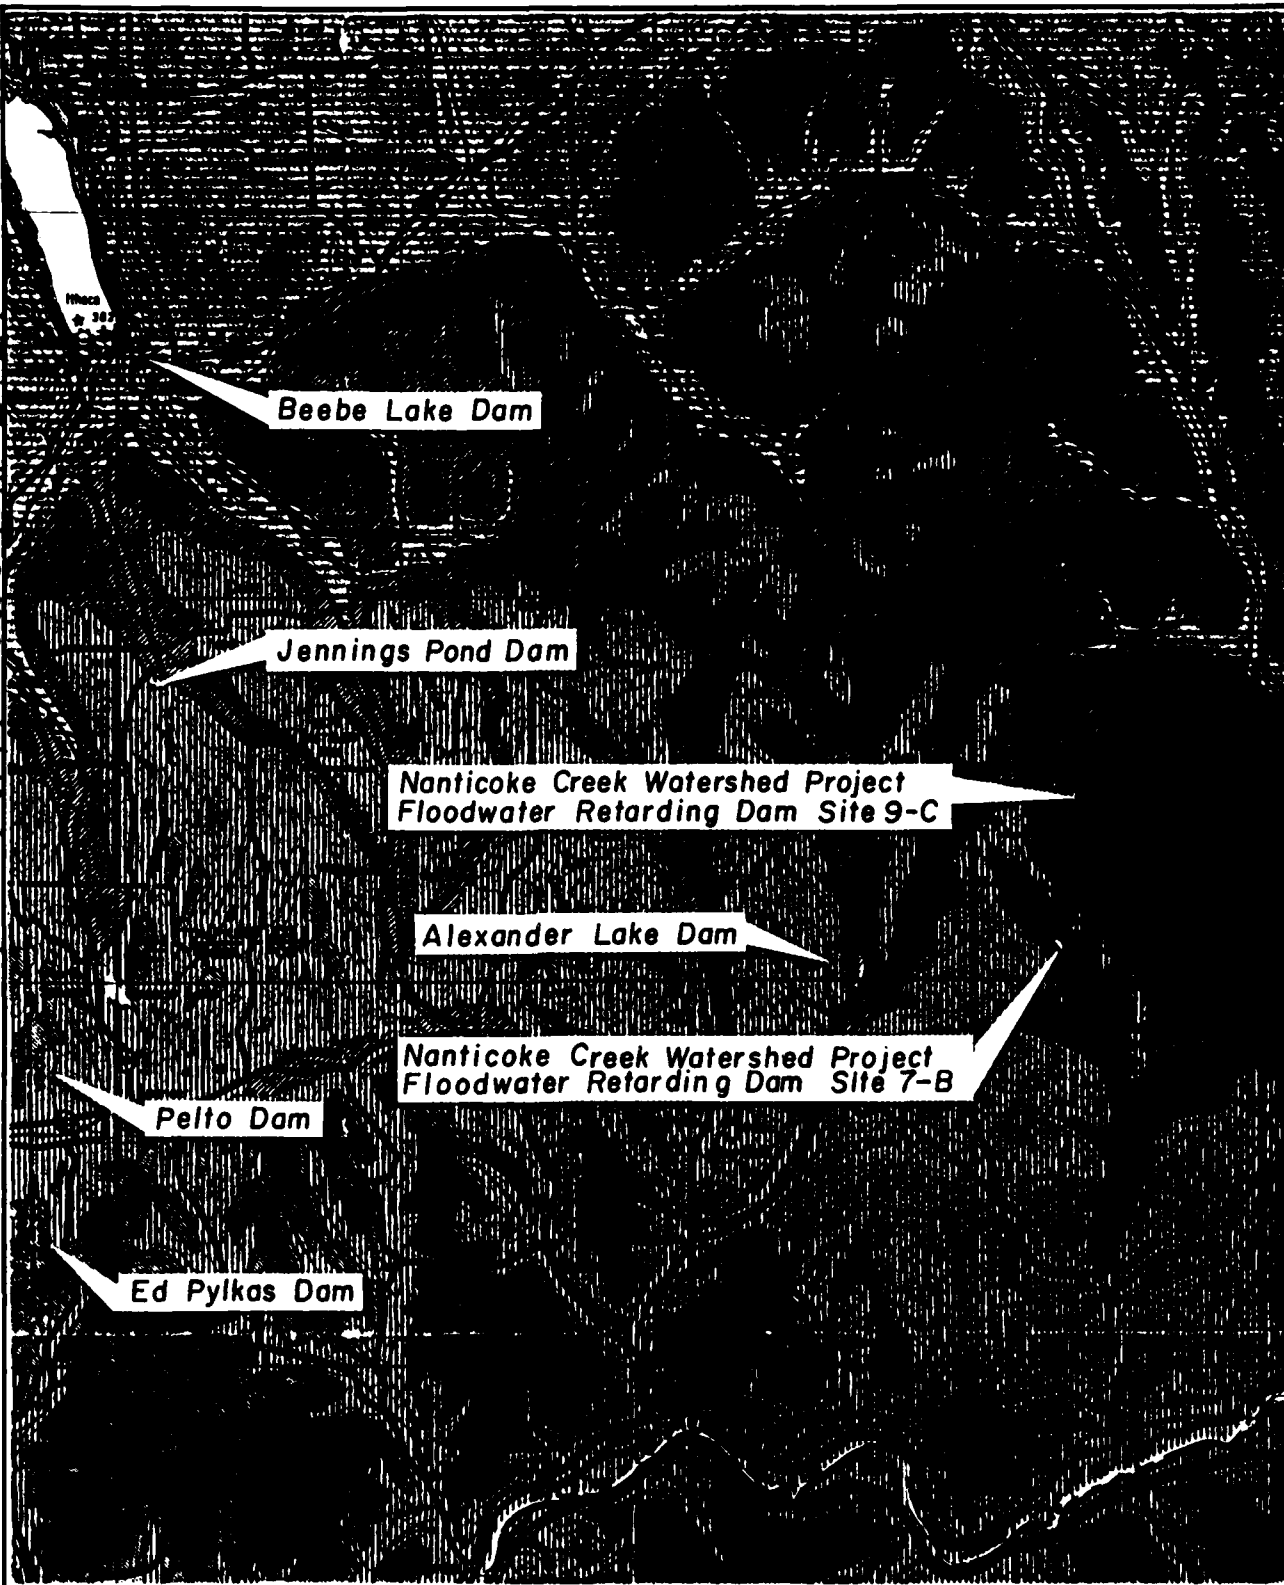 Ithaca
Beebe Lake Dam
Jennings Pond Dam
Nanticoke Creek Watershed Project
Floodwater Retarding Dam Site 9-C
Alexander Lake Dam
Nanticoke Creek Watershed Project
Floodwater Retarding Dam Site 7-B
Pelto Dam
Ed Pylkas Dam